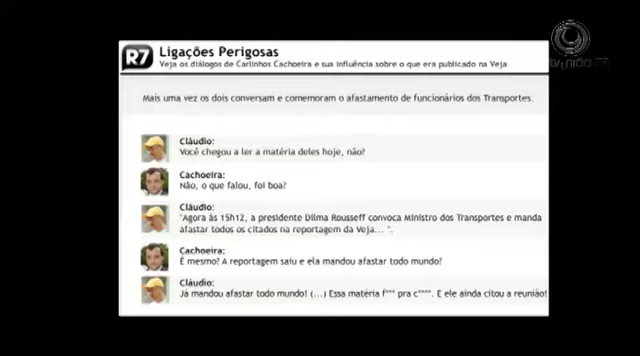 R7
Ligações Perigosas
Veja os diálogos de Carlinhos Cachoeira e sua influência sobre o que era publicado na Veja
Mais uma vez os dois conversam e comemoram o afastamento de funcionários dos Transportes.
Cláudio:
Você chegou a ler a matéria deles hoje, não?
Cachoeira:
Não, o que falou, foi boa?
Cláudio:
"Agora às 15h12, a presidente Dilma Rousseff convoca Ministro dos Transportes e manda
afastar todos os citados na reportagem da Veja... ".
Cachoeira:
É mesmo? A reportagem saiu e ela mandou afastar todo mundo?
Cláudio:
Já mandou afastar todo mundo! (...) Essa matéria f*** pra c****. E ele ainda citou a reunião!